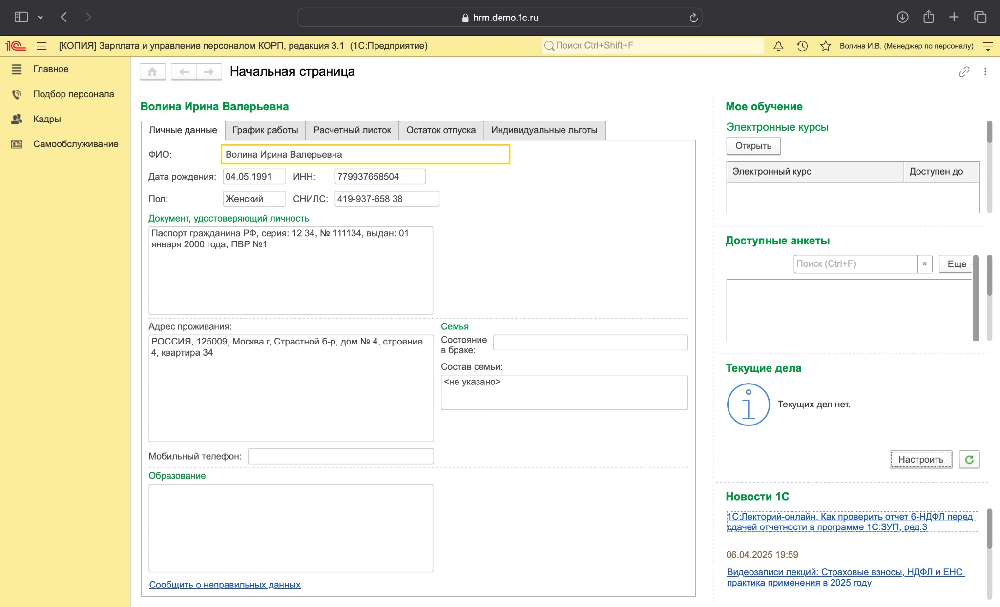 hrm.demo.1c.ru
1С [КОПИЯ] Зарплата и управление персоналом КОРП, редакция 3.1 (1С:Предприятие)
Поиск Ctrl+Shift+F
Волина И.В. (Менеджер по персоналу)
Главное
Подбор персонала
Кадры
Самообслуживание
Начальная страница
Волина Ирина Валерьевна
Личные данные График работы Расчетный листок Остаток отпуска Индивидуальные льготы
ФИО: Волина Ирина Валерьевна
Дата рождения: 04.05.1991 ИНН: 779937658504
Пол: Женский СНИЛС: 419-937-658 38
Документ, удостоверяющий личность
Паспорт гражданина РФ, серия: 12 34, № 111134, выдан: 01
января 2000 года, ПВР №1
Адрес проживания:
РОССИЯ, 125009, Москва г, Страстной б-р, дом № 4, строение
4, квартира 34
Семья
Состояние
в браке:
Состав семьи:
<не указано>
Мобильный телефон:
Образование
Сообщить о неправильных данных
Мое обучение
Электронные курсы
Открыть
Электронный курс Доступен до
Доступные анкеты
Поиск (Ctrl+F) × Еще
Текущие дела
Текущих дел нет.
Настроить
Новости 1С
1С:Лекторий-онлайн. Как проверить отчет 6-НДФЛ перед
сдачей отчетности в программе 1С:ЗУП, ред.3
06.04.2025 19:59
Видеозаписи лекций: Страховые взносы, НДФЛ и ЕНС
практика применения в 2025 году